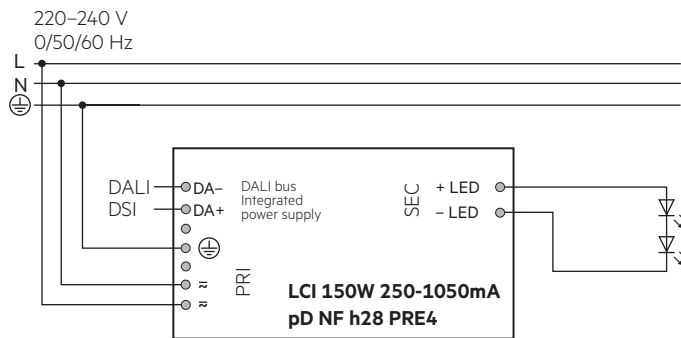 220–240 V
0/50/60 Hz
L
N
DALI
DA−
DSI
DA+
DALI bus
Integrated
power supply
SEC
+ LED
− LED
PRI
LCI 150W 250-1050mA
pD NF h28 PRE4